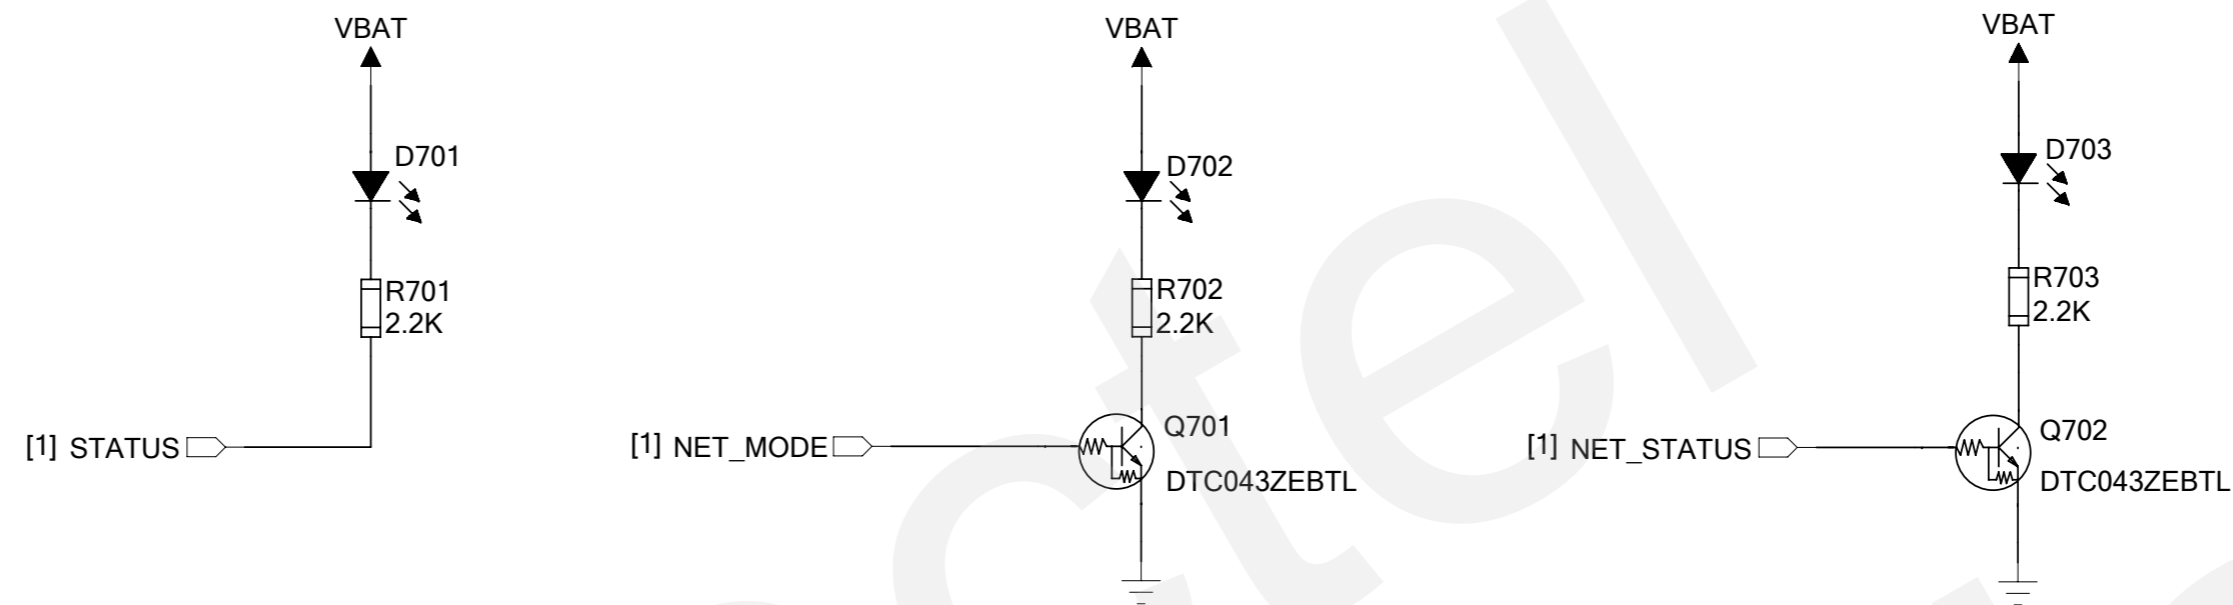 VBAT
D701
R701
2.2K
[1] STATUS
VBAT
D702
R702
2.2K
[1] NET_MODE
Q701
DTC043ZEBTL
VBAT
D703
R703
2.2K
[1] NET_STATUS
Q702
DTC043ZEBTL
ctel